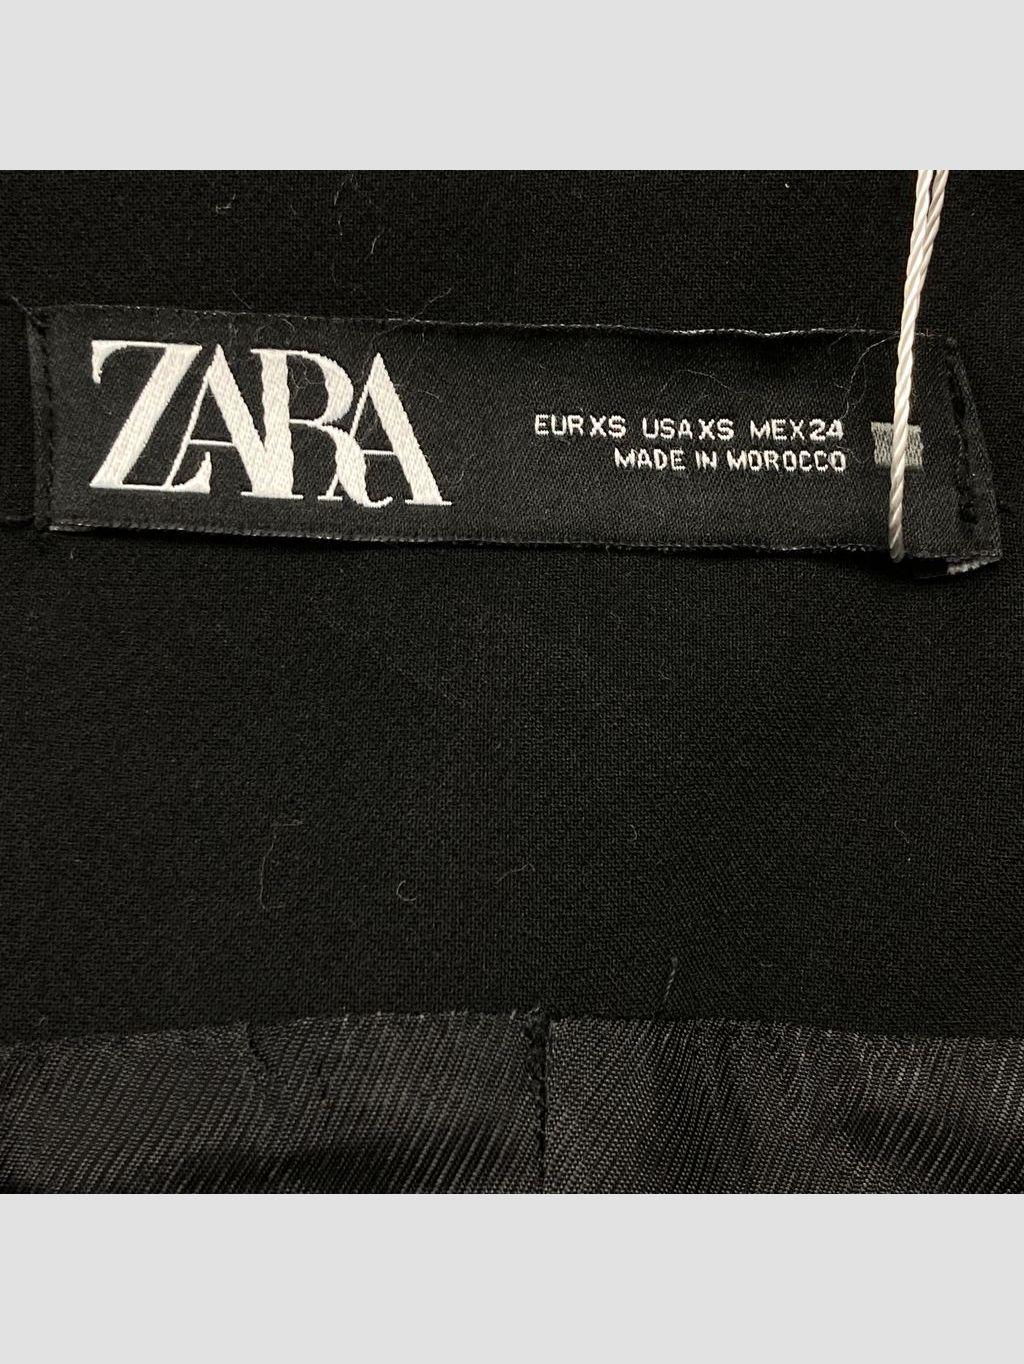 ZARA
EUR XS USA XS MEX 24
MADE IN MOROCCO